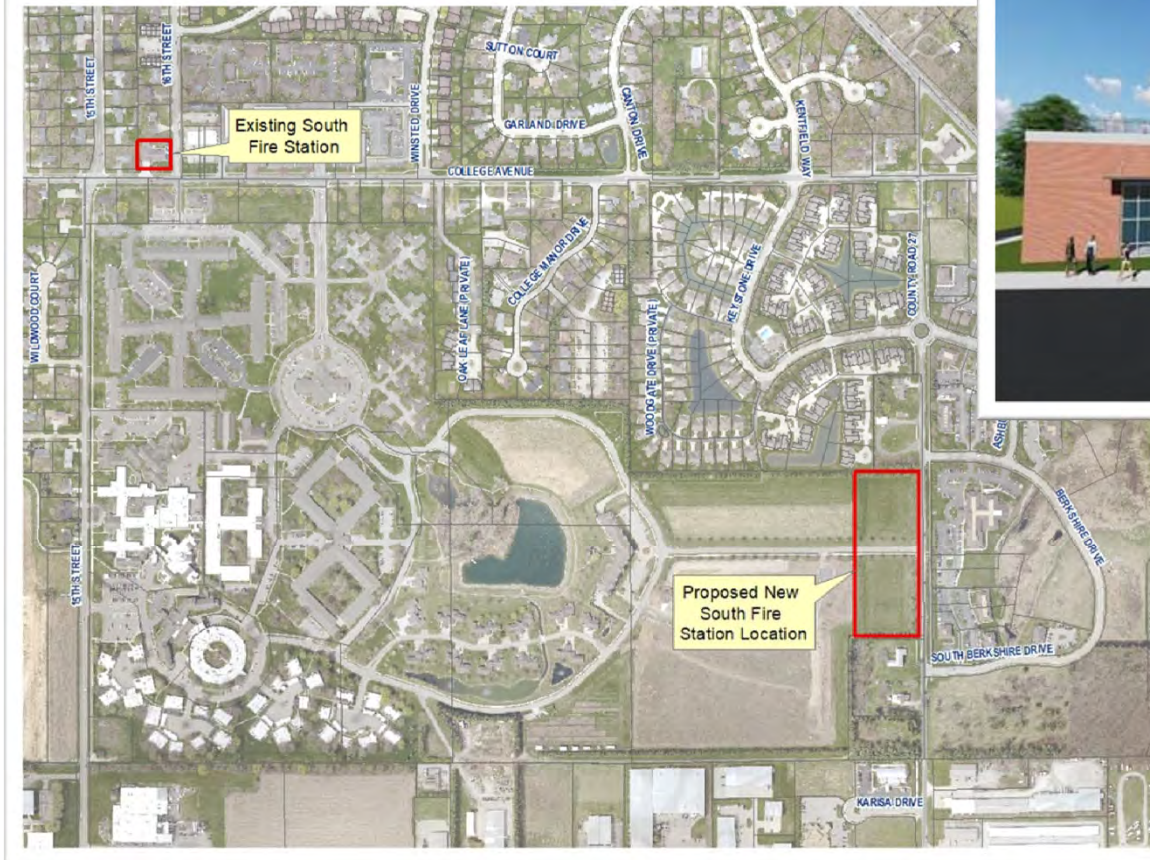 15TH STREET
16TH STREET
SUTTON COURT
WINSTED DRIVE
GARLAND DRIVE
CANTON DRIVE
KENTFIELD WAY
Existing South
Fire Station
COLLEGE AVENUE
WILDWOOD COURT
OAK LEAF LANE (PRIVATE)
COLLEGE MANOR DRIVE
WOODGATE DRIVE (PRIVATE)
KEYSTONE DRIVE
COUNTY ROAD 27
BERKSHIRE DRIVE
15TH STREET
Proposed New
South Fire
Station Location
SOUTH BERKSHIRE DRIVE
KARISA DRIVE